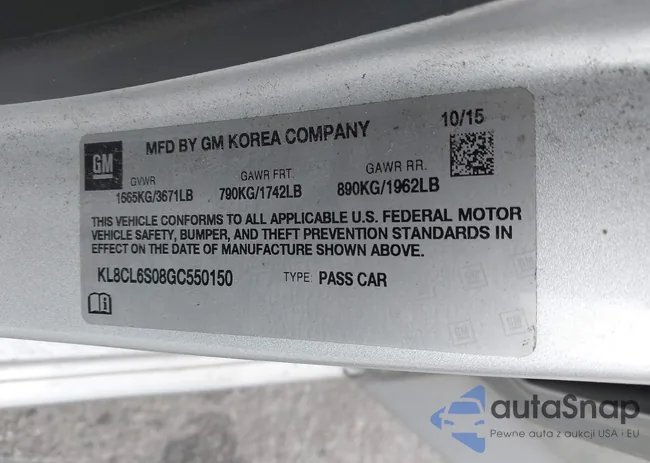 MFD BY GM KOREA COMPANY
10/15
GM
GVWR
GAWR FRT.
GAWR RR.
1665KG/3671LB
790KG/1742LB
890KG/1962LB
THIS VEHICLE CONFORMS TO ALL APPLICABLE U.S. FEDERAL MOTOR
VEHICLE SAFETY, BUMPER, AND THEFT PREVENTION STANDARDS IN
EFFECT ON THE DATE OF MANUFACTURE SHOWN ABOVE.
KL8CL6S08GC550150
TYPE: PASS CAR
autaSnap
Pewne auta z aukcji USA i EU